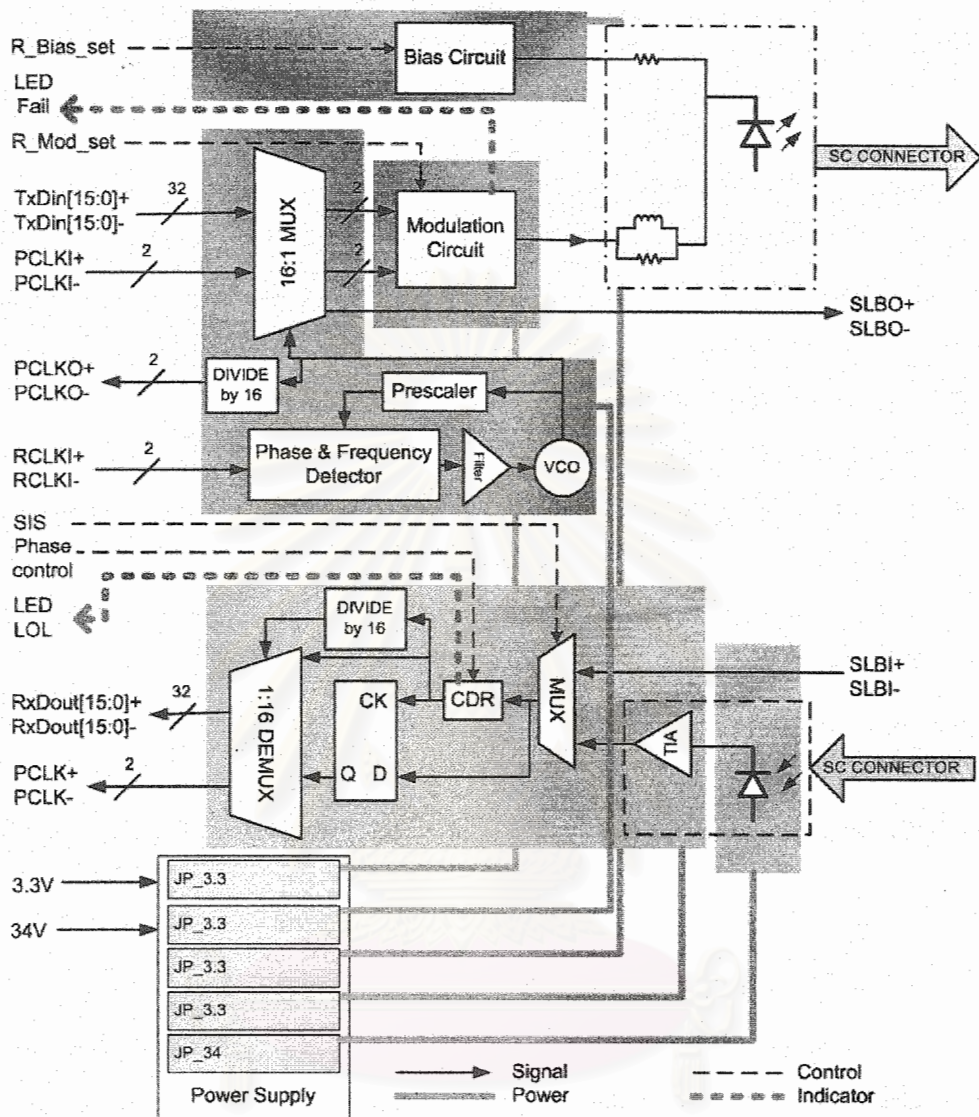 R_Bias_set
Bias Circuit
LED
Fail
R_Mod_set
SC CONNECTOR
TxDin[15:0]+
TxDin[15:0]-
32
16:1 MUX
2
Modulation
Circuit
PCLKI+
PCLKI-
2
2
SLBO+
SLBO-
PCLKO+
PCLKO-
2
DIVIDE
by 16
Prescaler
RCLKI+
RCLKI-
2
Phase & Frequency
Detector
Filter
VCO
SIS
Phase
control
LED
LOL
DIVIDE
by 16
1:16 DEMUX
CK
Q D
CDR
MUX
SLBI+
SLBI-
RxDout[15:0]+
RxDout[15:0]-
32
TIA
SC CONNECTOR
PCLK+
PCLK-
2
3.3V
34V
JP_3.3
JP_3.3
JP_3.3
JP_3.3
JP_34
Power Supply
Signal
Power
Control
Indicator